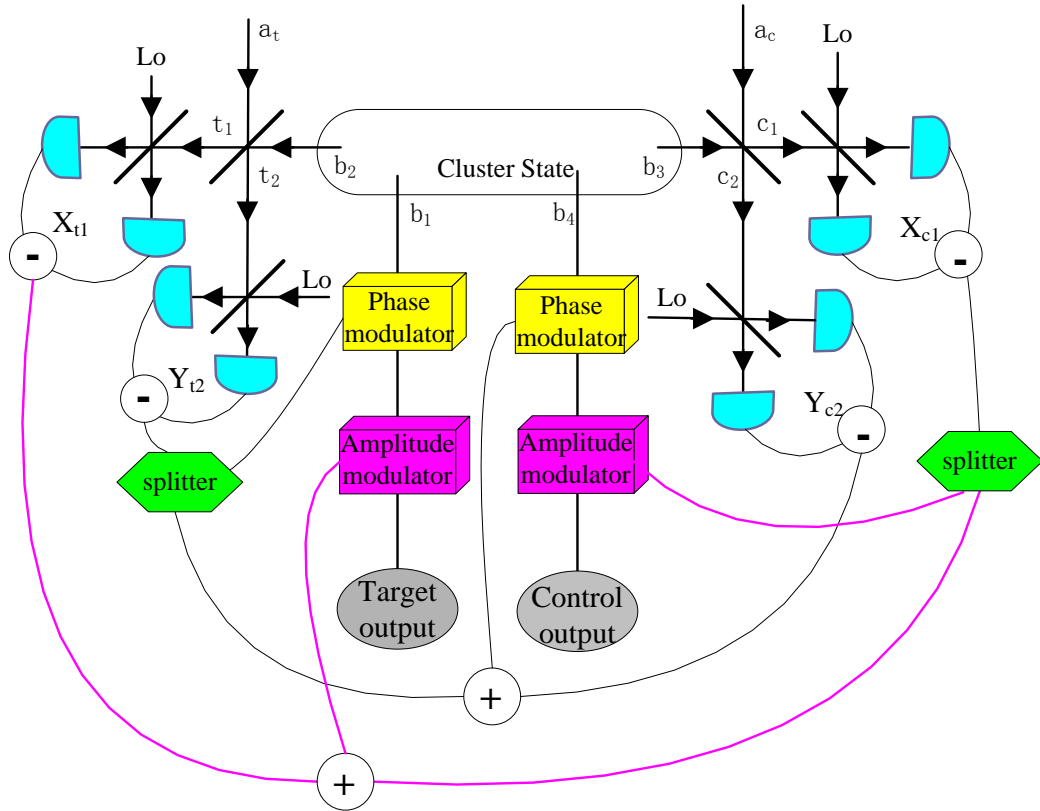 a_t
a_c
Lo
Lo
t_1
c_1
b_2
Cluster State
b_3
t_2
c_2
b_1
b_4
X_t1
X_c1
-
-
Lo
Lo
Phase
modulator
Phase
modulator
Y_t2
Y_c2
-
-
Amplitude
modulator
Amplitude
modulator
splitter
splitter
Target
output
Control
output
+
+